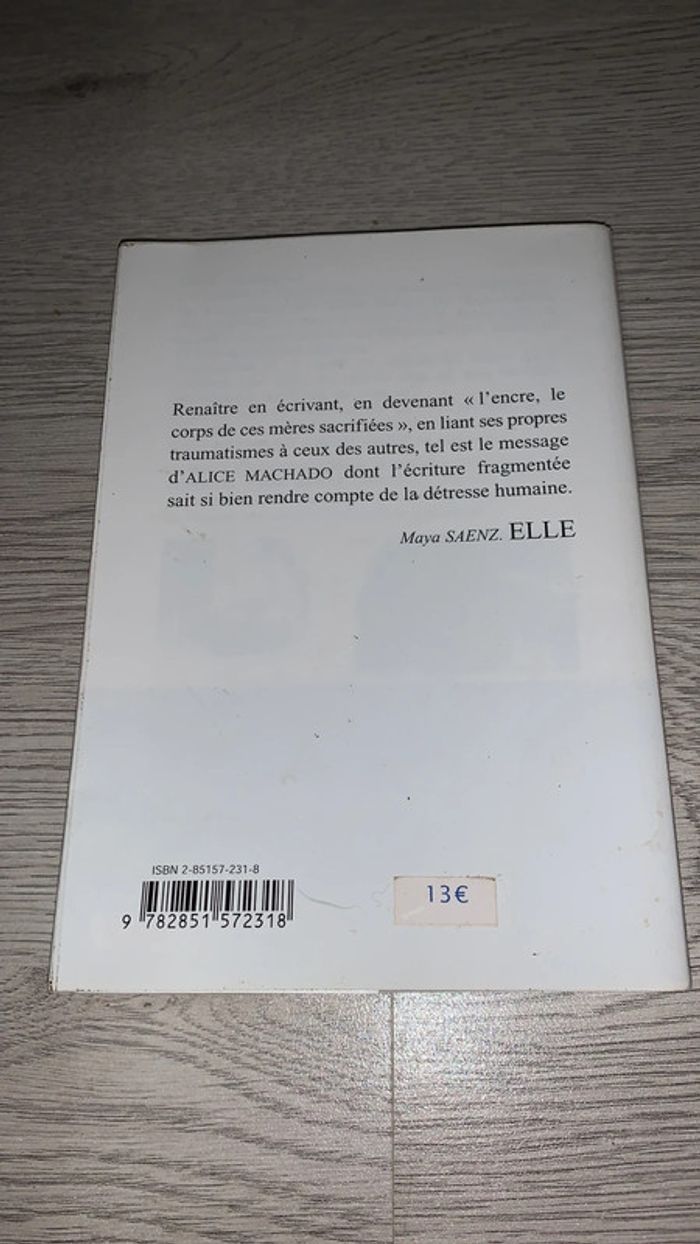 Renaître en écrivant, en devenant « l'encre, le
corps de ces mères sacrifiées », en liant ses propres
traumatismes à ceux des autres, tel est le message
d'ALICE MACHADO dont l'écriture fragmentée
sait si bien rendre compte de la détresse humaine.
Maya SAENZ. ELLE
ISBN 2-85157-231-8
9 782851 572318
13€